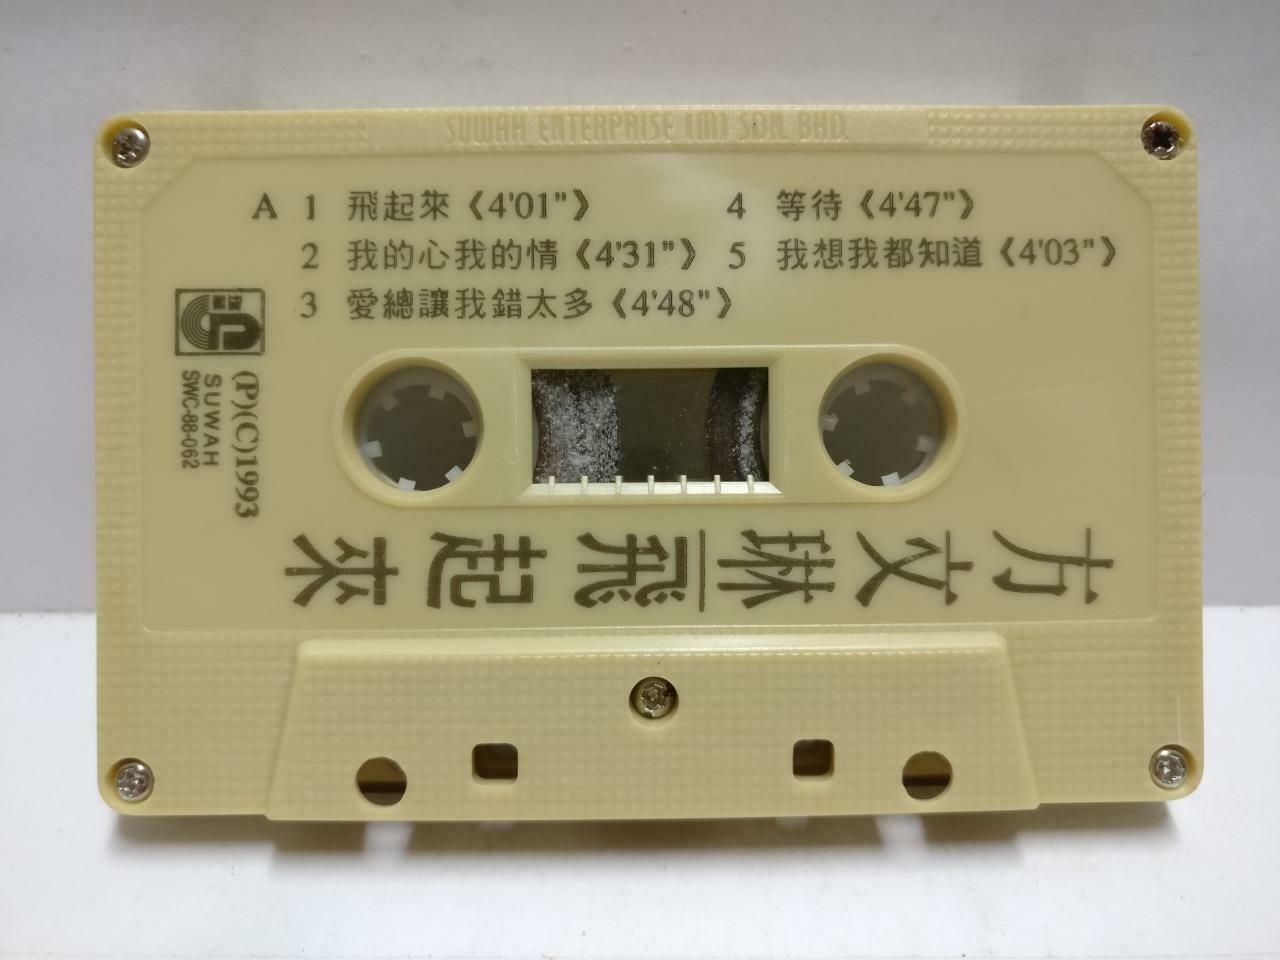 SUWAH ENTERPRISE (M) SDN. BHD.
A 1 飛起來《4'01"》
2 我的心我的情《4'31"》
3 愛總讓我錯太多《4'48"》
4 等待《4'47"》
5 我想我都知道《4'03"》
(P)(C)1993
SUWAH
SWC-88-062
方文琳|飛起來